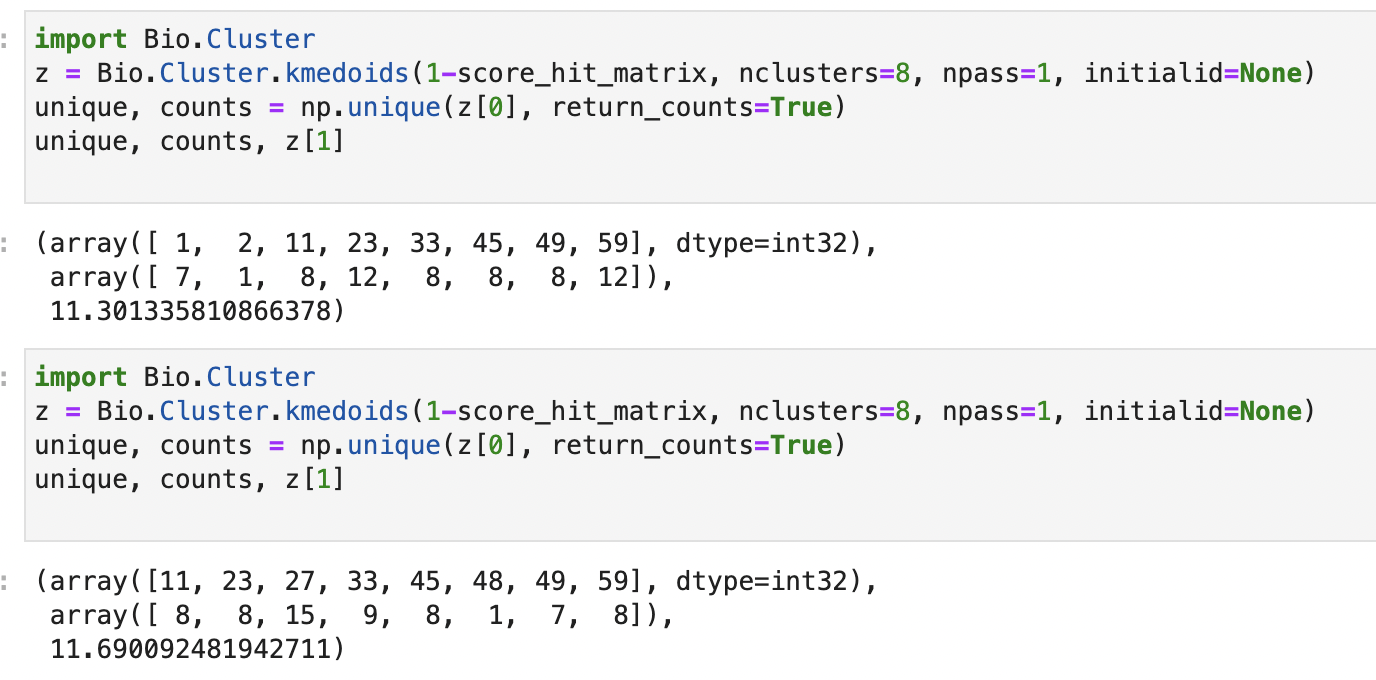 : import Bio.Cluster
z = Bio.Cluster.kmedoids(1-score_hit_matrix, nclusters=8, npass=1, initialid=None)
unique, counts = np.unique(z[0], return_counts=True)
unique, counts, z[1]
: (array([ 1,  2, 11, 23, 33, 45, 49, 59], dtype=int32),
 array([ 7,  1,  8, 12,  8,  8,  8, 12]),
 11.301335810866378)
: import Bio.Cluster
z = Bio.Cluster.kmedoids(1-score_hit_matrix, nclusters=8, npass=1, initialid=None)
unique, counts = np.unique(z[0], return_counts=True)
unique, counts, z[1]
: (array([11, 23, 27, 33, 45, 48, 49, 59], dtype=int32),
 array([ 8,  8, 15,  9,  8,  1,  7,  8]),
 11.690092481942711)